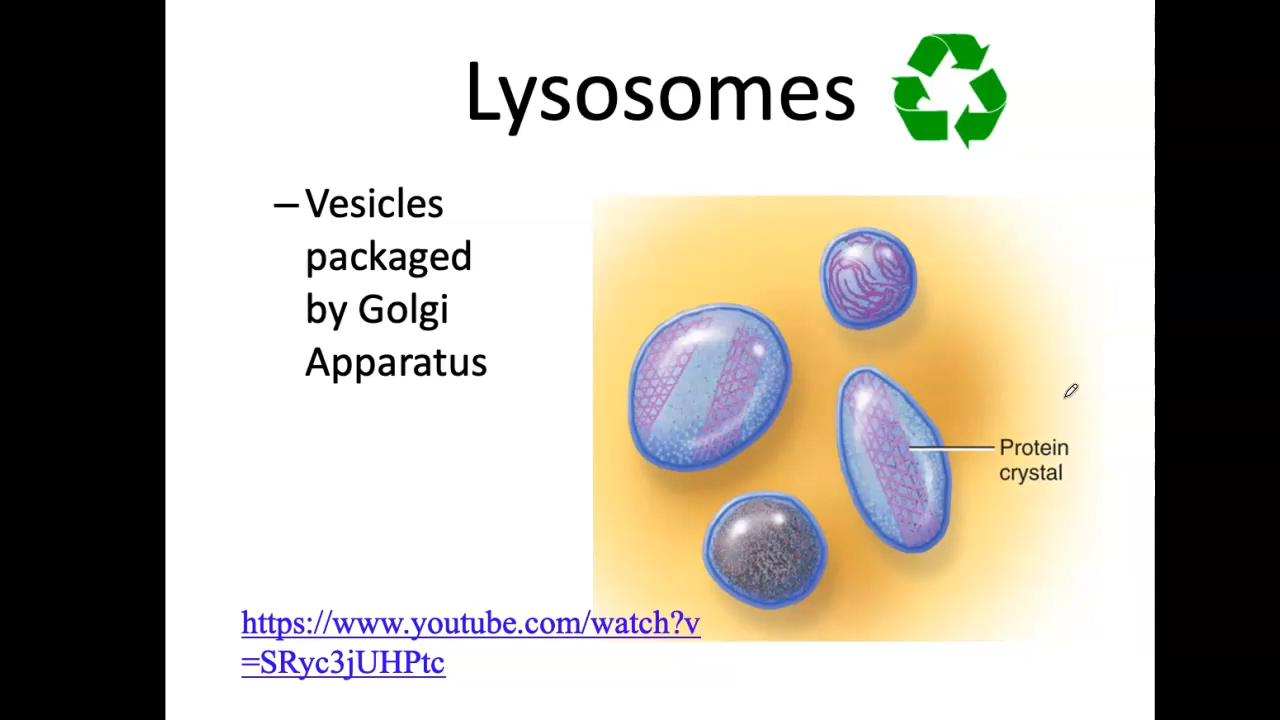 Lysosomes
– Vesicles
packaged
by Golgi
Apparatus
Protein
crystal
https://www.youtube.com/watch?v
=SRyc3jUHPtc